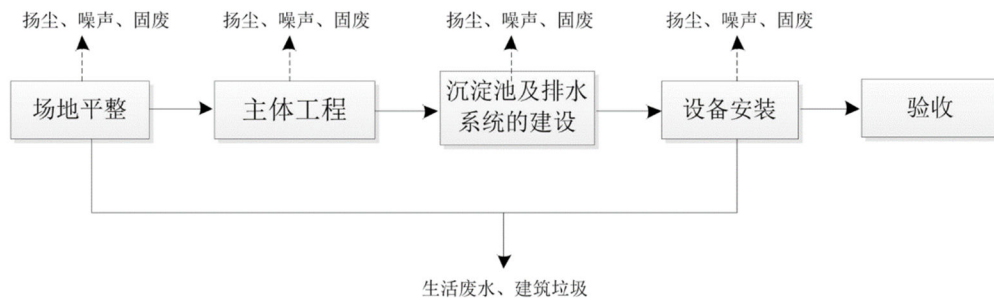 扬尘、噪声、固废
扬尘、噪声、固废
扬尘、噪声、固废
扬尘、噪声、固废
场地平整
主体工程
沉淀池及排水
系统的建设
设备安装
验收
生活废水、建筑垃圾